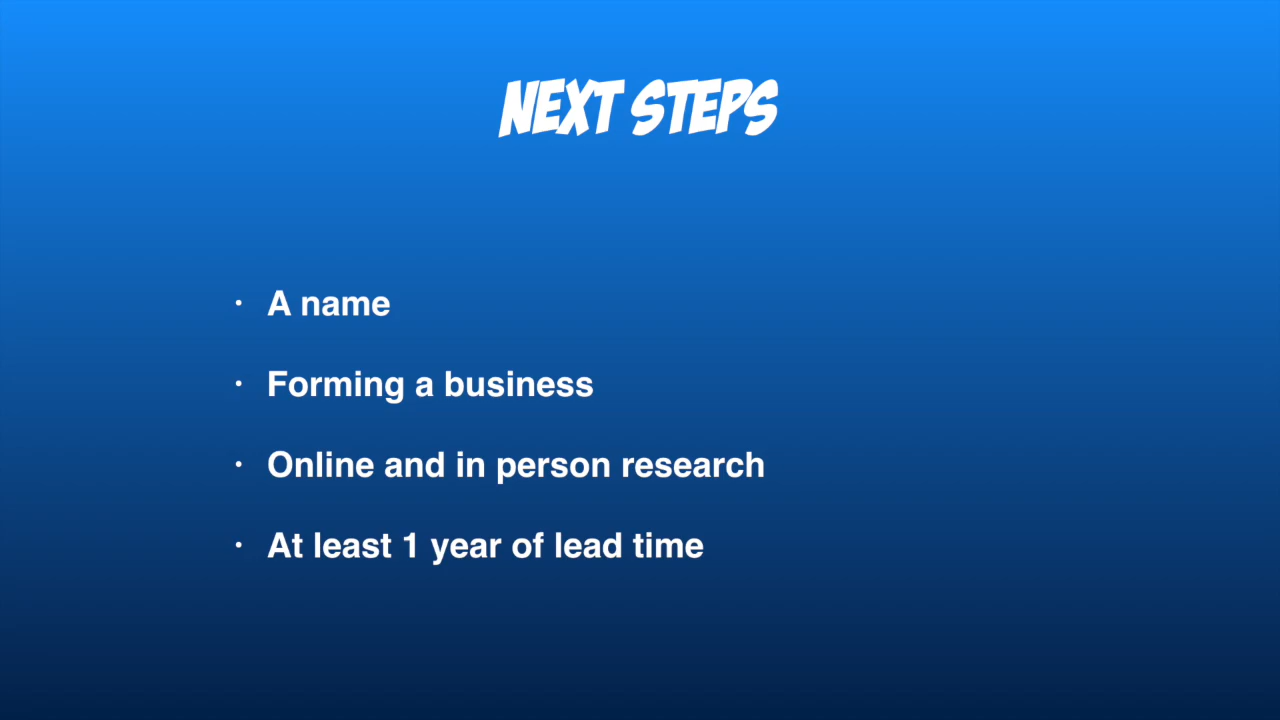 NEXT STEPS
• A name
• Forming a business
• Online and in person research
• At least 1 year of lead time